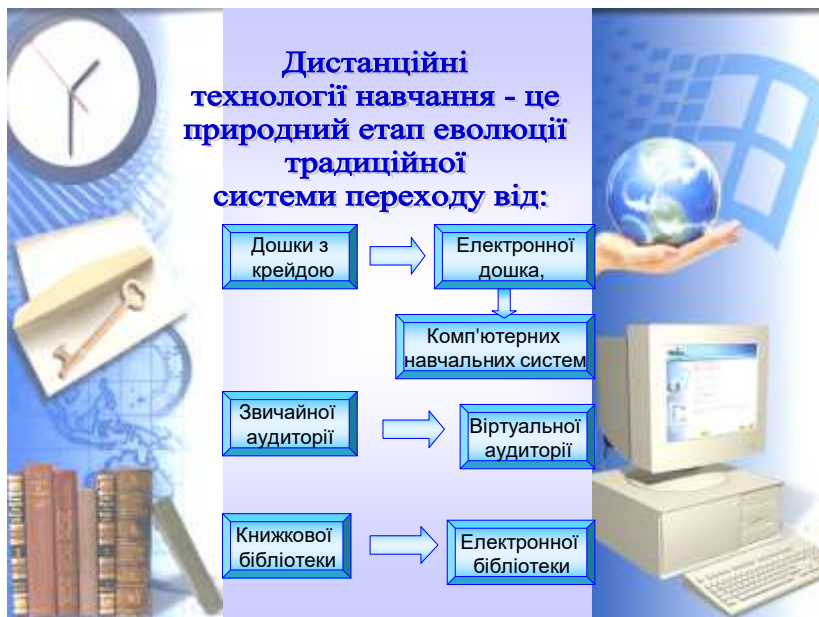 Дистанційні
технології навчання - це
природний етап еволюції
традиційної
системи переходу від:
Дошки з
крейдою
Електронної
дошка,
Комп'ютерних
навчальних систем
Звичайної
аудиторії
Віртуальної
аудиторії
Книжкової
бібліотеки
Електронної
бібліотеки